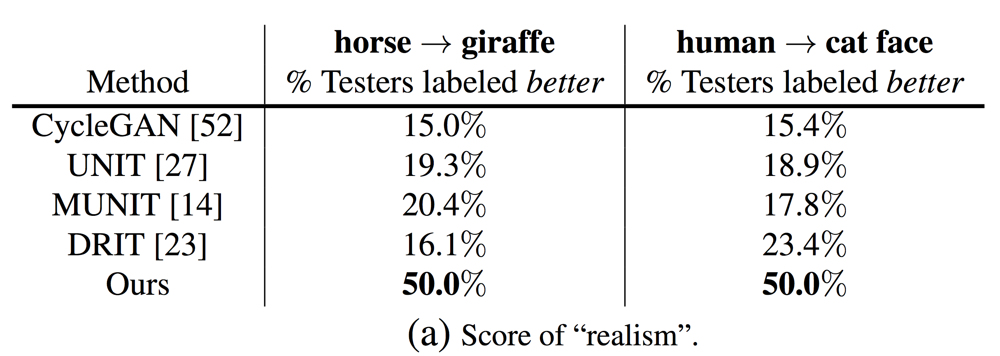 horse → giraffe human → cat face
Method % Testers labeled better % Testers labeled better
CycleGAN [52] 15.0% 15.4%
UNIT [27] 19.3% 18.9%
MUNIT [14] 20.4% 17.8%
DRIT [23] 16.1% 23.4%
Ours 50.0% 50.0%
(a) Score of “realism”.